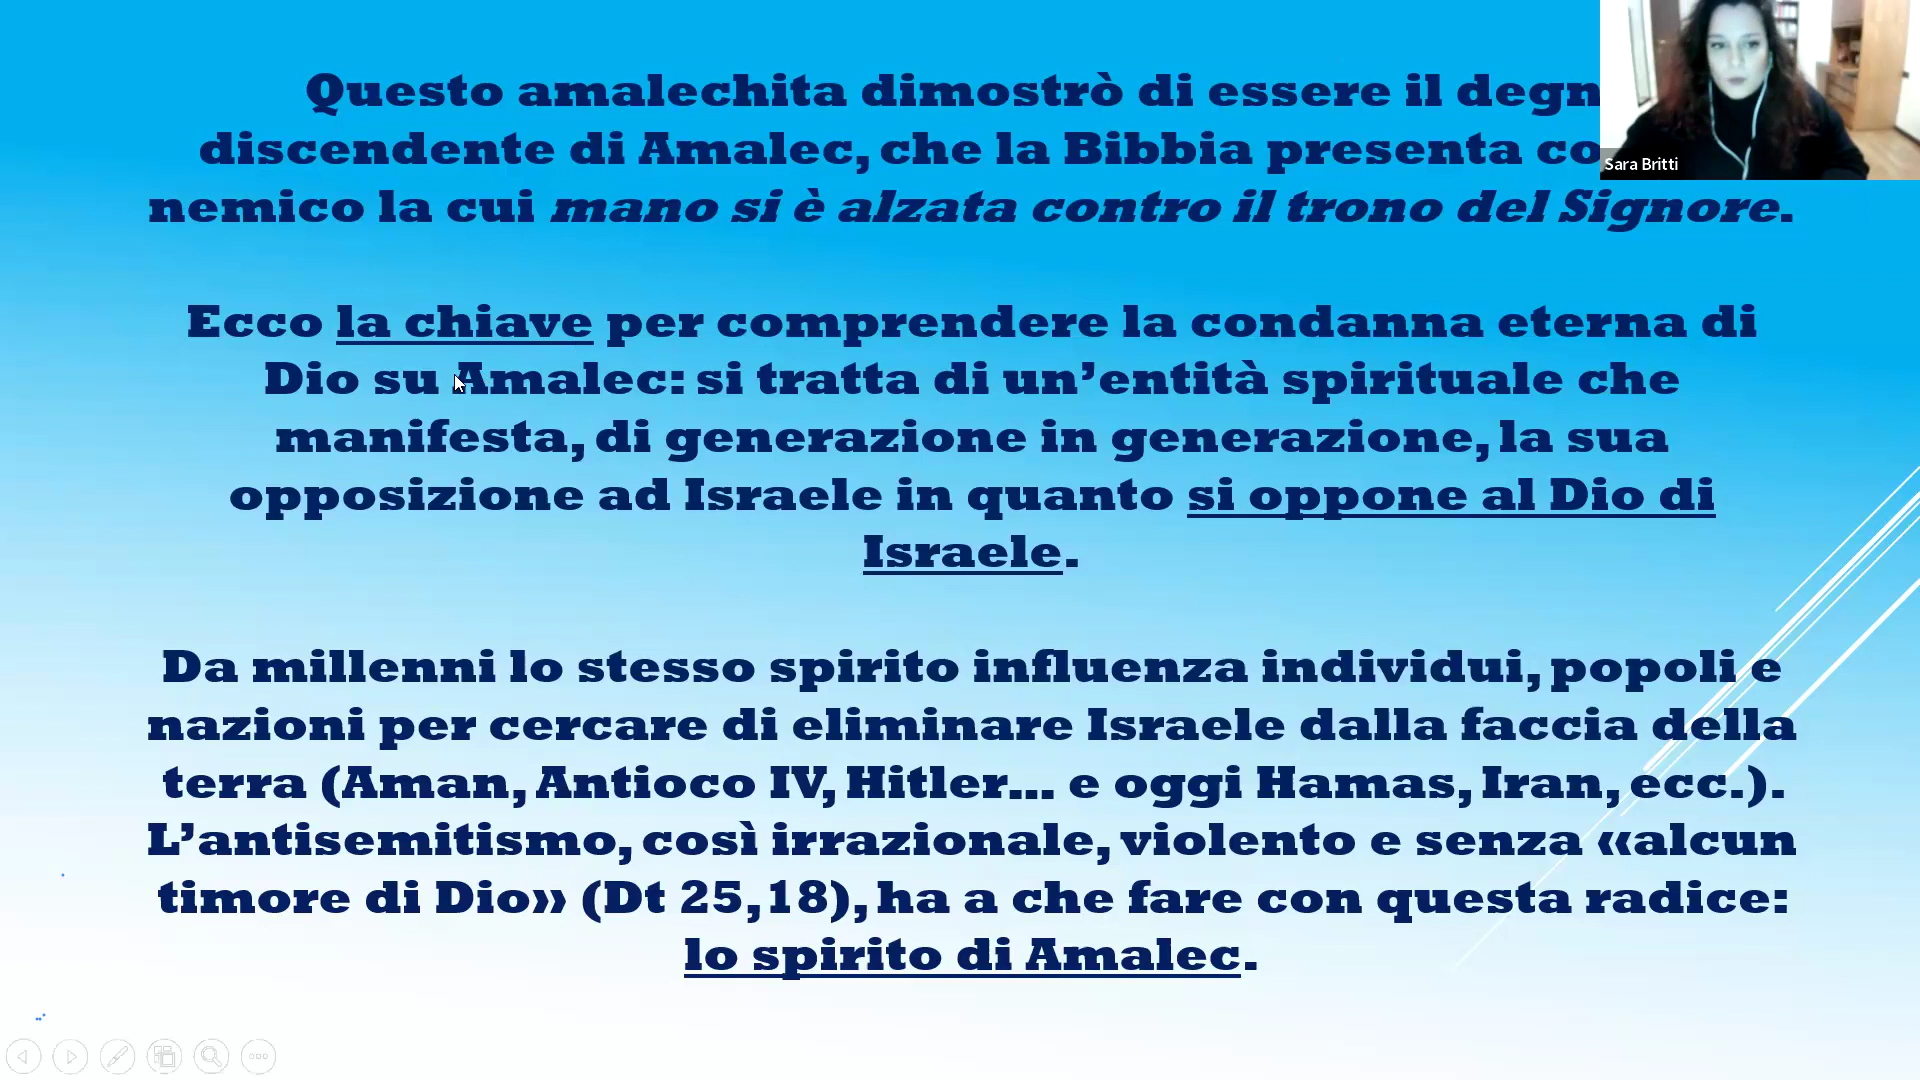 Questo amalechita dimostrò di essere il degn
discendente di Amalec, che la Bibbia presenta co
nemico la cui mano si è alzata contro il trono del Signore.
Ecco la chiave per comprendere la condanna eterna di
Dio su Amalec: si tratta di un’entità spirituale che
manifesta, di generazione in generazione, la sua
opposizione ad Israele in quanto si oppone al Dio di
Israele.
Da millenni lo stesso spirito influenza individui, popoli e
nazioni per cercare di eliminare Israele dalla faccia della
terra (Aman, Antioco IV, Hitler... e oggi Hamas, Iran, ecc.).
L’antisemitismo, così irrazionale, violento e senza «alcun
timore di Dio» (Dt 25,18), ha a che fare con questa radice:
lo spirito di Amalec.
Sara Britti